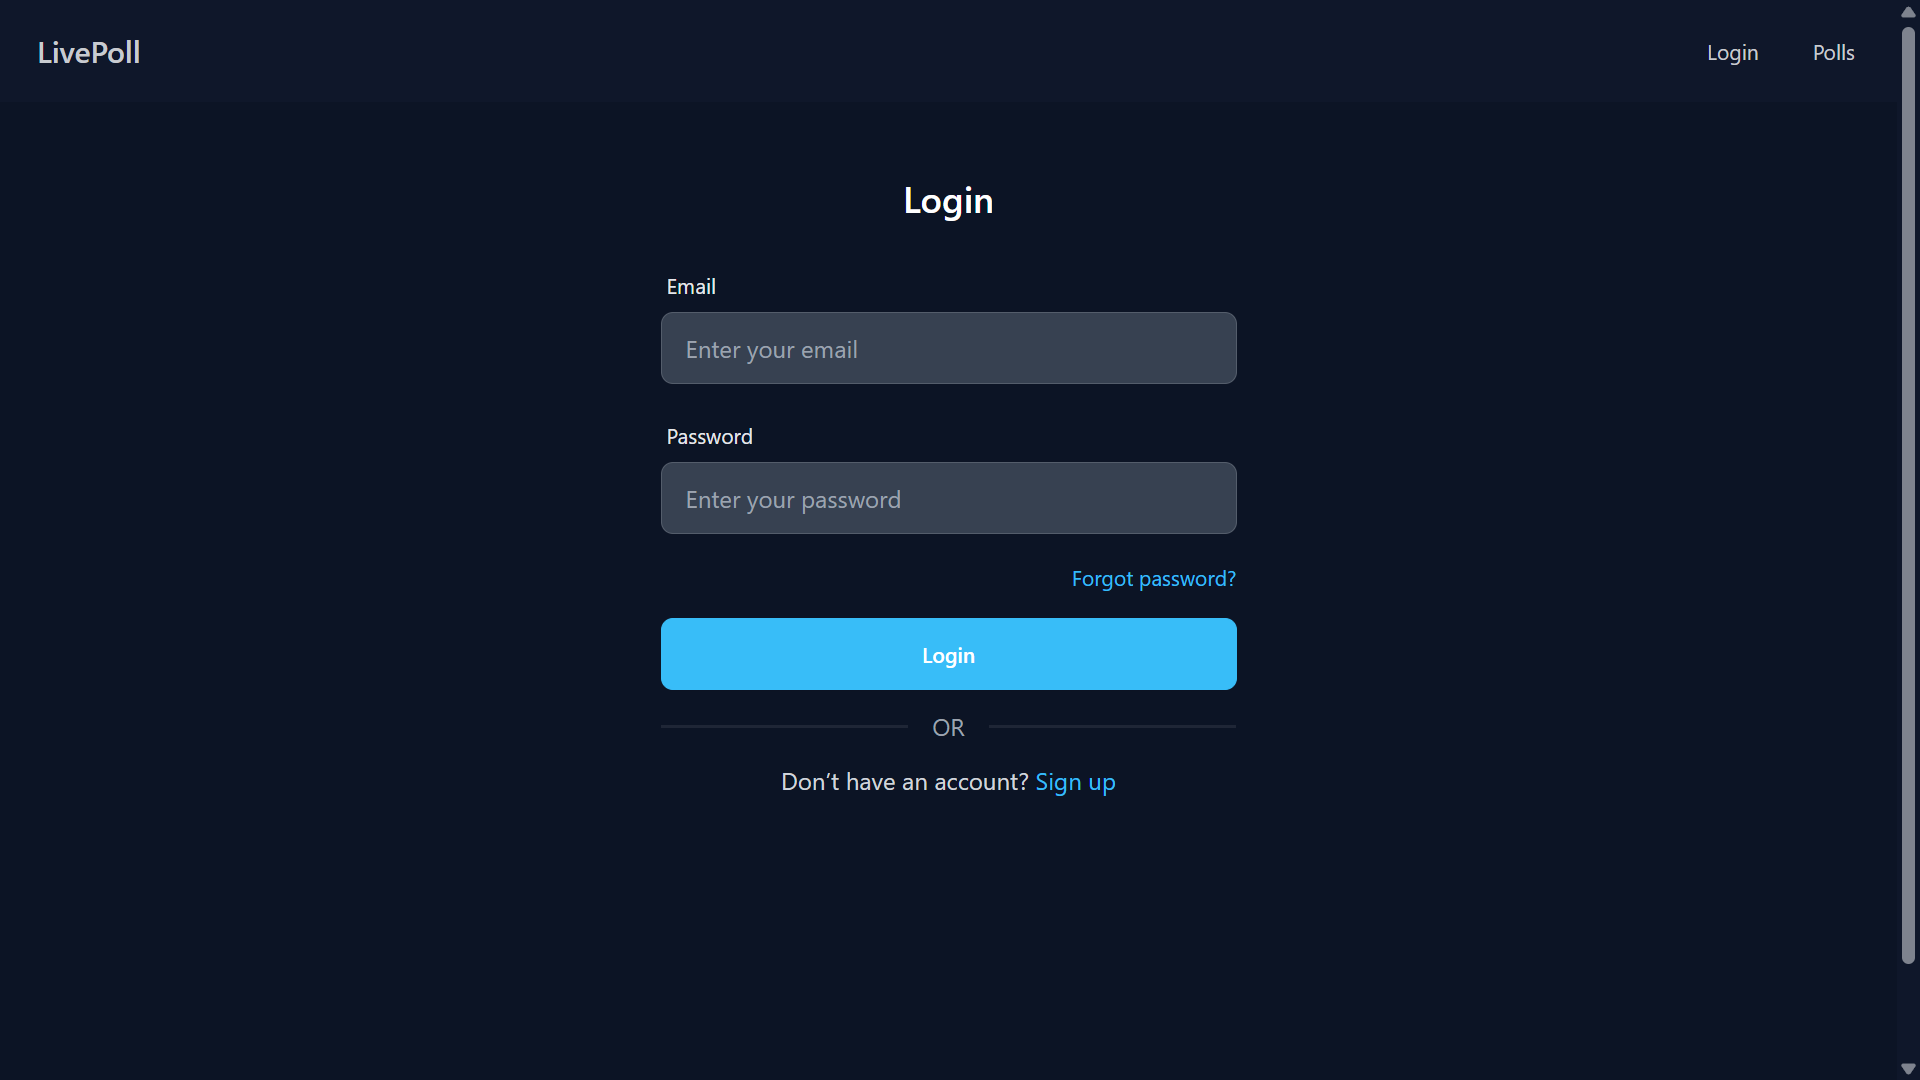 LivePoll
Login
Polls
Login
Email
Enter your email
Password
Enter your password
Forgot password?
Login
OR
Don’t have an account? Sign up